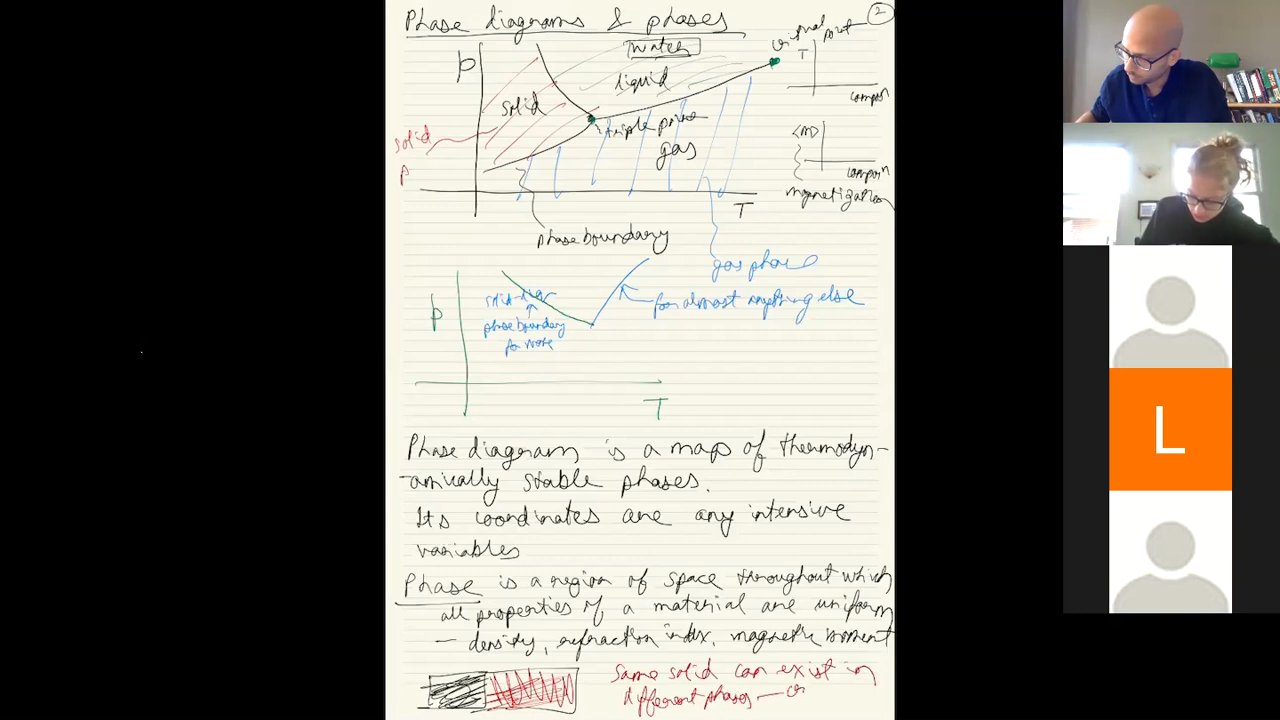 Phase diagrams & phases
2
P
water
critical point
liquid
solid
triple point
gas
solid
P
T
phase boundary
T
compos
<M>
compos
magnetization
gas phase
P
solid-liq
phase boundary
for
for almost anything else
T
Phase diagram is a map of thermodyn-
-amically stable phases.
Its coordinates are any intensive
variables
Phase is a region of space throughout which
all properties of a material are uniform
— density, refraction index, magnetic moment
Same solid can exist in
different phases — cr
L